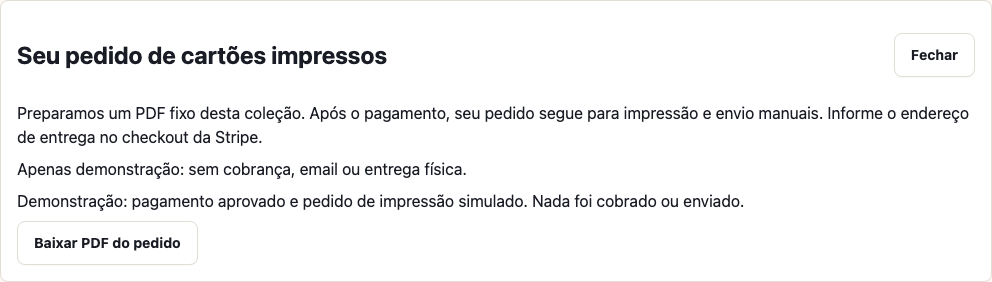 Seu pedido de cartões impressos
Fechar
Preparamos um PDF fixo desta coleção. Após o pagamento, seu pedido segue para impressão e envio manuais. Informe o endereço
de entrega no checkout da Stripe.
Apenas demonstração: sem cobrança, email ou entrega física.
Demonstração: pagamento aprovado e pedido de impressão simulado. Nada foi cobrado ou enviado.
Baixar PDF do pedido